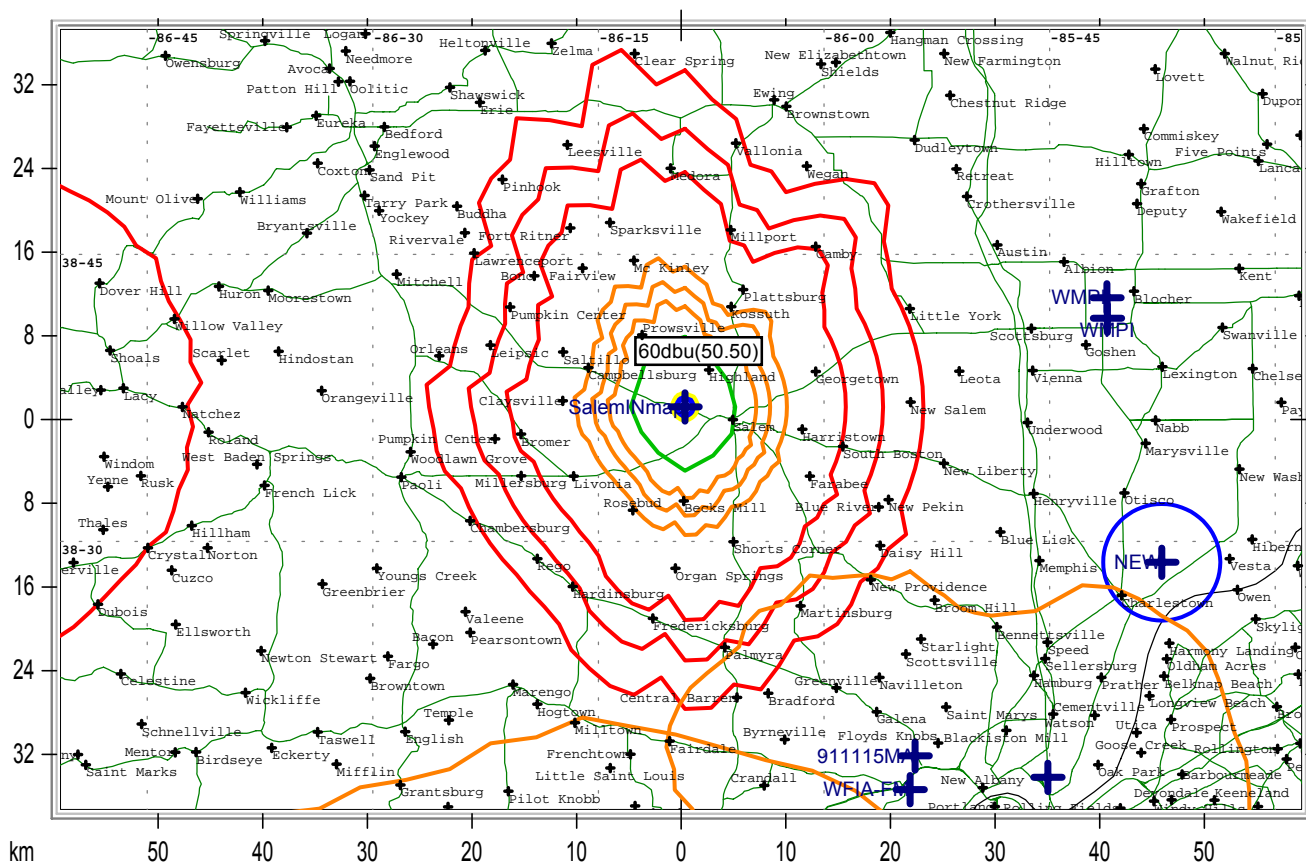 -86-45
-86-30
-86-15
-86-00
-85-45
-85
Springville
Logan
Heltonville
Zelma
Hangman Crossing
Owensburg
Needmore
Avoca
Clear Spring
New Elizabethtown
Shields
New Farmington
Walnut Ri
32
Patton Hill
Oolitic
Shawswick
Erie
Ewing
Brownstown
Chestnut Ridge
Lovett
Dupon
Fayetteville
Eureka
Bedford
Englewood
Leesville
Vallonia
Dudleytown
Commiskey
Five Points
24
Coxton
Sand Pit
Medora
Wegan
Retreat
Hilltown
Lanca
Pinhook
Grafton
Mount Olive
Williams
Tarry Park
Yockey
Buddha
Crothersville
Deputy
Wakefield
Bryantsville
Rivervale
Fort Ritner
Sparksville
Millport
16
Lawrenceport
Camby
Austin
38-45
Mitchell
Bono
Fairview
Mc Kinley
Albion
Kent
Dover Hill
Huron
Moorestown
Plattsburg
WMPI
Blocher
Pumpkin Center
Kossuth
Little York
8
Willow Valley
Prowsville
Scottsburg
WMPI
Swanville
60dbu(50.50)
Shoals
Scarlet
Hindostan
Orleans
Leipsic
Saltillo
Goshen
Campbellsburg
Highland
Georgetown
Leota
Vienna
Lexington
Chelse
alley
Lacy
Orangeville
Claysville
SalemINmap
New Salem
Pay
0
Natchez
Salem
Underwood
Nabb
Roland
Pumpkin Center
Bromer
Harristown
West Baden Springs
Woodlawn Grove
South Boston
Marysville
Windom
Yenne
Rusk
French Lick
Paoli
Millersburg
Livonia
Farabee
New Liberty
New Wash
8
Rosebud
Becks Mill
Blue River
New Pekin
Henryville
Otisco
Thales
Hillham
Chambersburg
Blue Lick
38-30
Crystal
Norton
Shorts Corner
Daisy Hill
Hibern
erville
Cuzco
Youngs Creek
Rego
Organ Springs
Memphis
NEW
Vesta
16
Greenbrier
Hardinsburg
New Providence
Owen
Dubois
Valeene
Martinsburg
Broom Hill
Charlestown
Ellsworth
Pearsontown
Fredericksburg
Bennettsville
Skylig
Bacon
Starlight
Speed
Harmony Landing
Newton Stewart
Fargo
Palmyra
Scottsville
Sellersburg
Oldham Acres
24
Celestine
Browntown
Greenville
Navilleton
Hamburg
Prather
Belknap Beach
Wickliffe
Marengo
Central Barren
Bradford
Cementville
Longview Beach
Hogtown
Saint Marys
Watson
Bro
Schnellville
Temple
Milltown
Galena
Utica
Prospect
Taswell
English
Byrneville
Floyds Knobs
Blackiston Mill
Goose Creek
Rollington
32
Mentor
Birdseye
Eckerty
Frenchtown
Fairdale
911115MA
Saint Marks
Mifflin
Little Saint Louis
Oak Park
Barbourmeade
Grantsburg
Pilot Knobb
Crandall
WFIA-FM
New Albany
Devondale
Keeneland
Portland
Rolling Fields
km
50
40
30
20
10
0
10
20
30
40
50